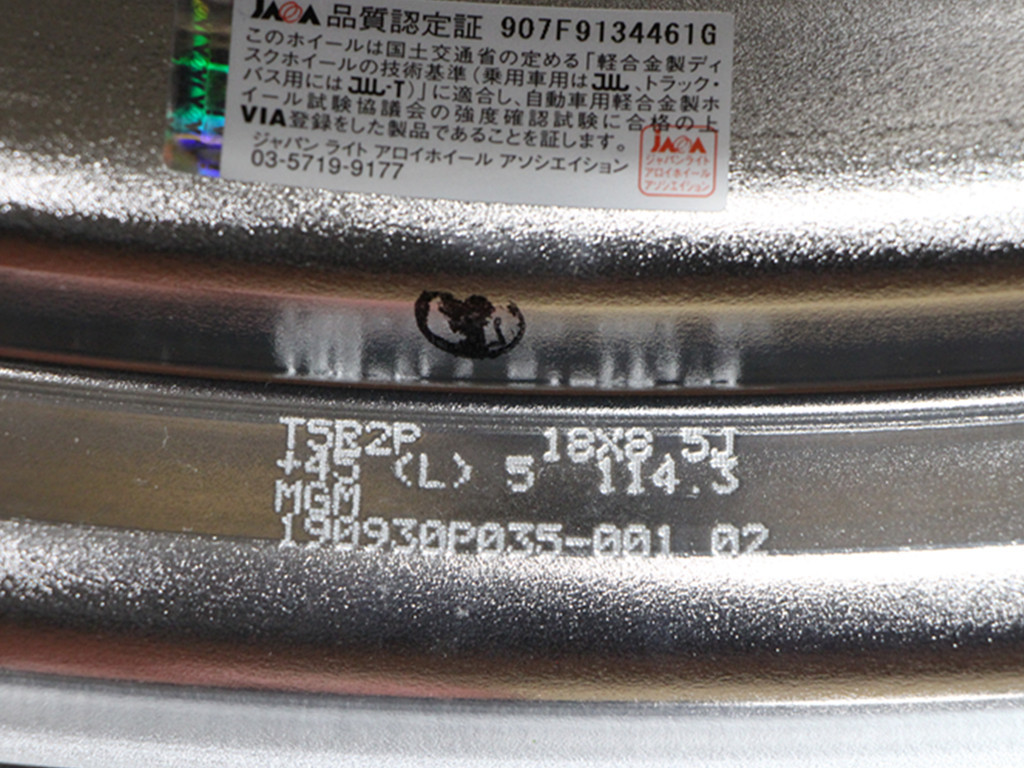 JAWA 品質認定証 907F9134461G
このホイールは国土交通省の定める「軽合金製ディ
スクホイールの技術基準（乗用車用はJWL、トラック・
バス用にはJWL-T）」に適合し、自動車用軽合金製ホ
イール試験協議会の強度確認試験に合格の上
VIA登録をした製品であることを証します。
ジャパン ライト アロイホイール アソシエイション
03-5719-9177
JAWA
ジャパンライト
アロイホイール
アソシエイション
TSB2P 18X8.5J
+45 (L) 5 114.3
MGM
190930P035-001 02